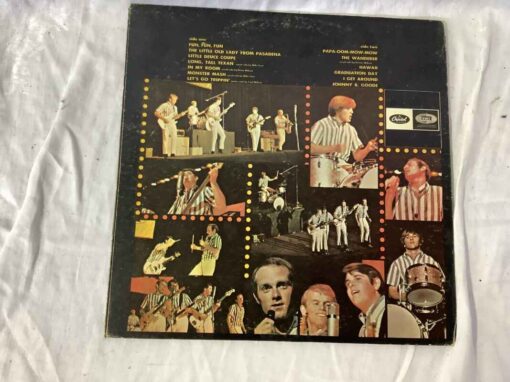 side one
FUN, FUN, FUN
THE LITTLE OLD LADY FROM PASADENA
LITTLE DEUCE COUPE
LONG, TALL TEXAN
IN MY ROOM
MONSTER MASH
LET'S GO TRIPPIN'
side two
PAPA-OOM-MOW-MOW
THE WANDERER
HAWAII
GRADUATION DAY
I GET AROUND
JOHNNY B. GOODE
Capitol